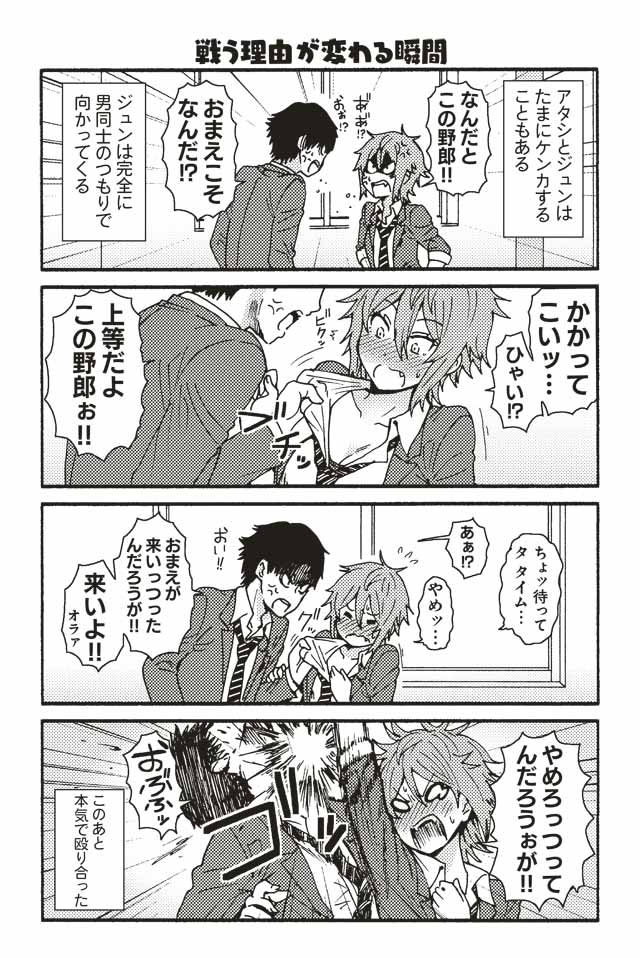 戦う理由が変わる瞬間
アタシとジュンは
たまにケンカする
こともある
なんだと
この野郎!!
あぁ!?
おぉ!?
おまえこそ
なんだ!?
ジュンは完全に
男同士のつもりで
向かってくる
かかって
こいッ…
ひゃい!?
ビクッ
ブチッ
上等だよ
この野郎ぉ!!
ちょッ待って
タ タイム…
あぁ!?
やめッ…
おい!!
おまえが
来いっつった
んだろうが!!
来いよ!!
オラァ
やめろっつって
んだろうぉが!!
おぶふッ
このあと
本気で殴り合った